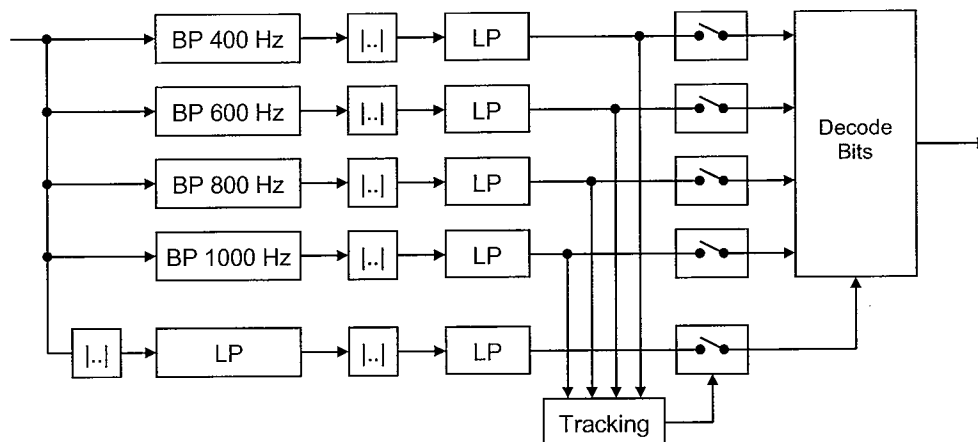 BP 400 Hz |..| LP
BP 600 Hz |..| LP
Decode
Bits
BP 800 Hz |..| LP
BP 1000 Hz |..| LP
|..| LP |..| LP
Tracking